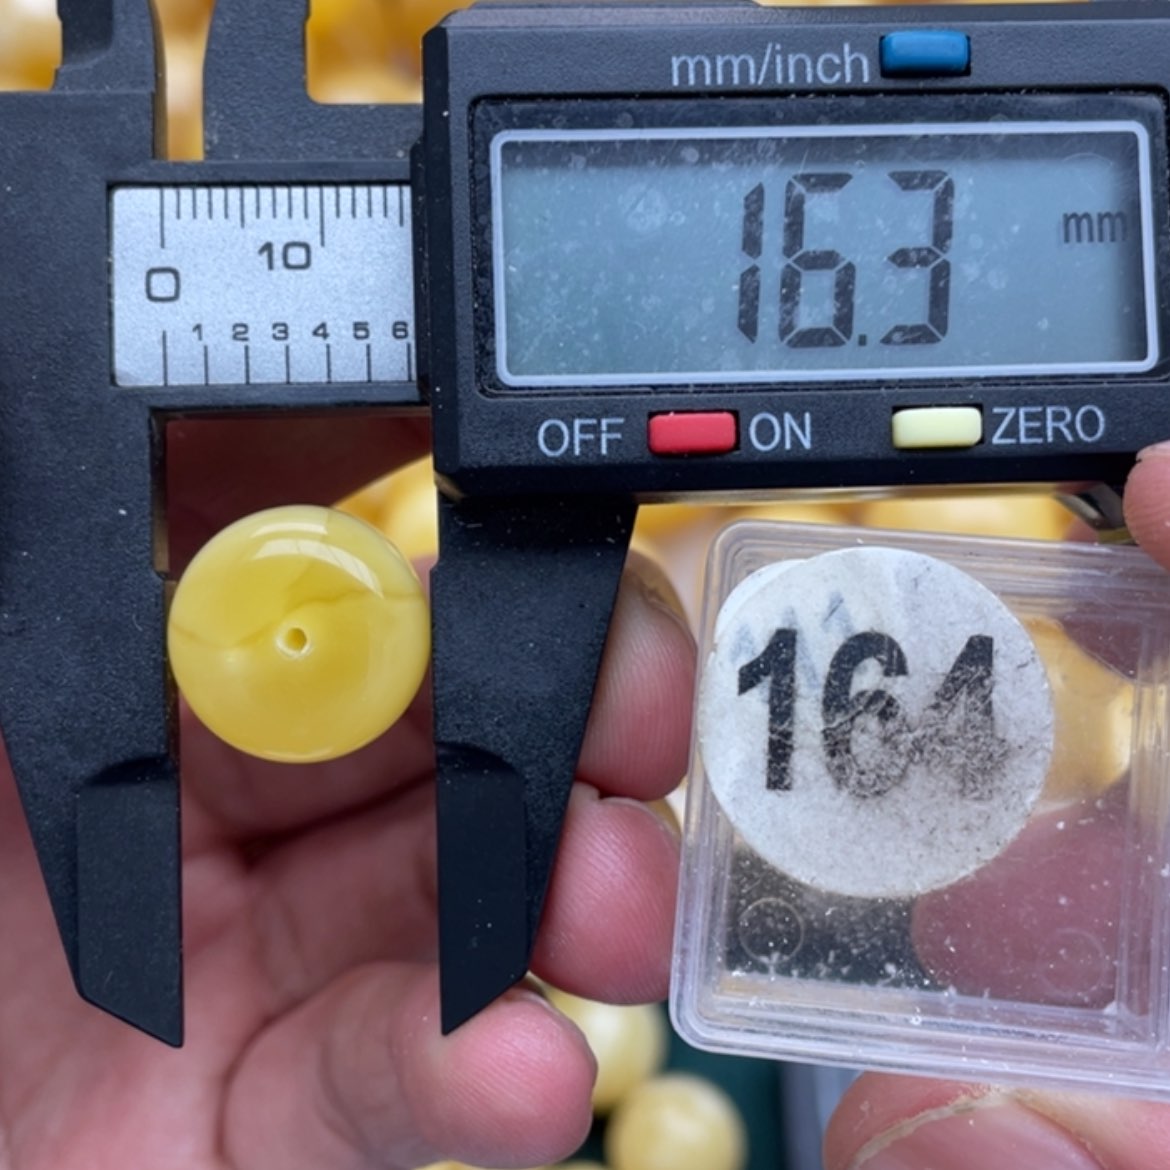 mm/inch
16.3 mm
OFF ON ZERO
10
0
1 2 3 4 5 6
164